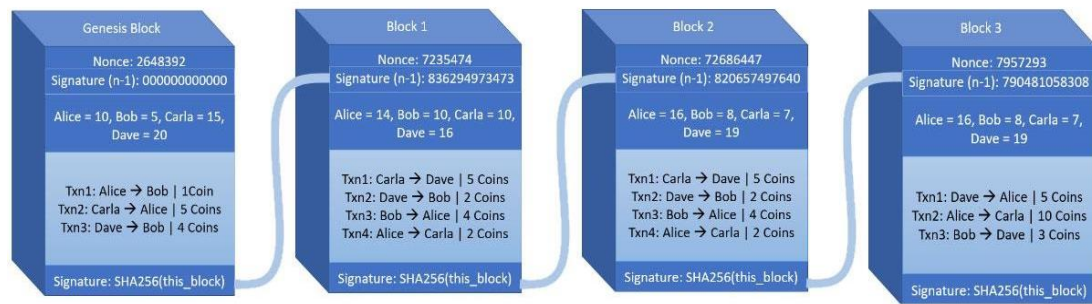 Genesis Block
Nonce: 2648392
Signature (n-1): 000000000000
Alice = 10, Bob = 5, Carla = 15,
Dave = 20
Txn1: Alice → Bob | 1Coin
Txn2: Carla → Alice | 5 Coins
Txn3: Dave → Bob | 4 Coins
Signature: SHA256(this_block)
Block 1
Nonce: 7235474
Signature (n-1): 836294973473
Alice = 14, Bob = 10, Carla = 10,
Dave = 16
Txn1: Carla → Dave | 5 Coins
Txn2: Dave → Bob | 2 Coins
Txn3: Bob → Alice | 4 Coins
Txn4: Alice → Carla | 2 Coins
Signature: SHA256(this_block)
Block 2
Nonce: 72686447
Signature (n-1): 820657497640
Alice = 16, Bob = 8, Carla = 7,
Dave = 19
Txn1: Carla → Dave | 5 Coins
Txn2: Dave → Bob | 2 Coins
Txn3: Bob → Alice | 4 Coins
Txn4: Alice → Carla | 2 Coins
Signature: SHA256(this_block)
Block 3
Nonce: 7957293
Signature (n-1): 790481058308
Alice = 16, Bob = 8, Carla = 7,
Dave = 19
Txn1: Dave → Alice | 5 Coins
Txn2: Alice → Carla | 10 Coins
Txn3: Bob → Dave | 3 Coins
Signature: SHA256(this_block)